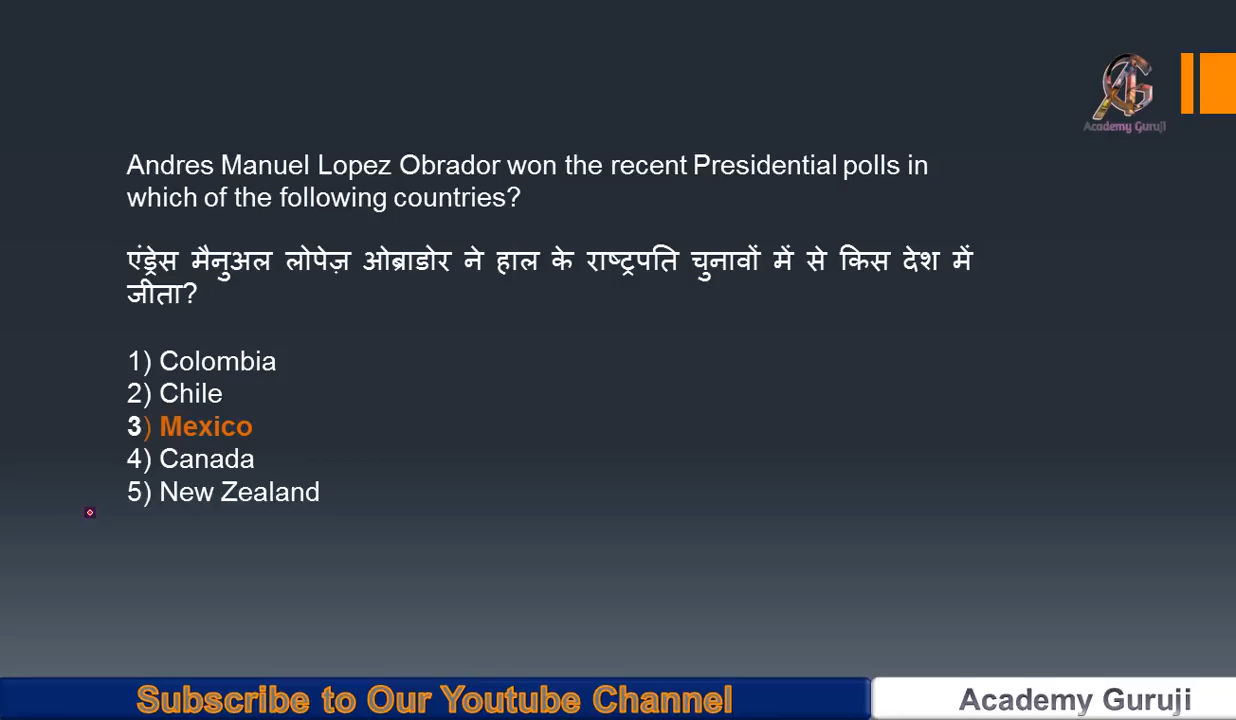 Academy Guruji
Andres Manuel Lopez Obrador won the recent Presidential polls in
which of the following countries?
एंड्रेस मैनुअल लोपेज़ ओब्राडोर ने हाल के राष्ट्रपति चुनावों में से किस देश में
जीता?
1) Colombia
2) Chile
3) Mexico
4) Canada
5) New Zealand
Subscribe to Our Youtube Channel
Academy Guruji